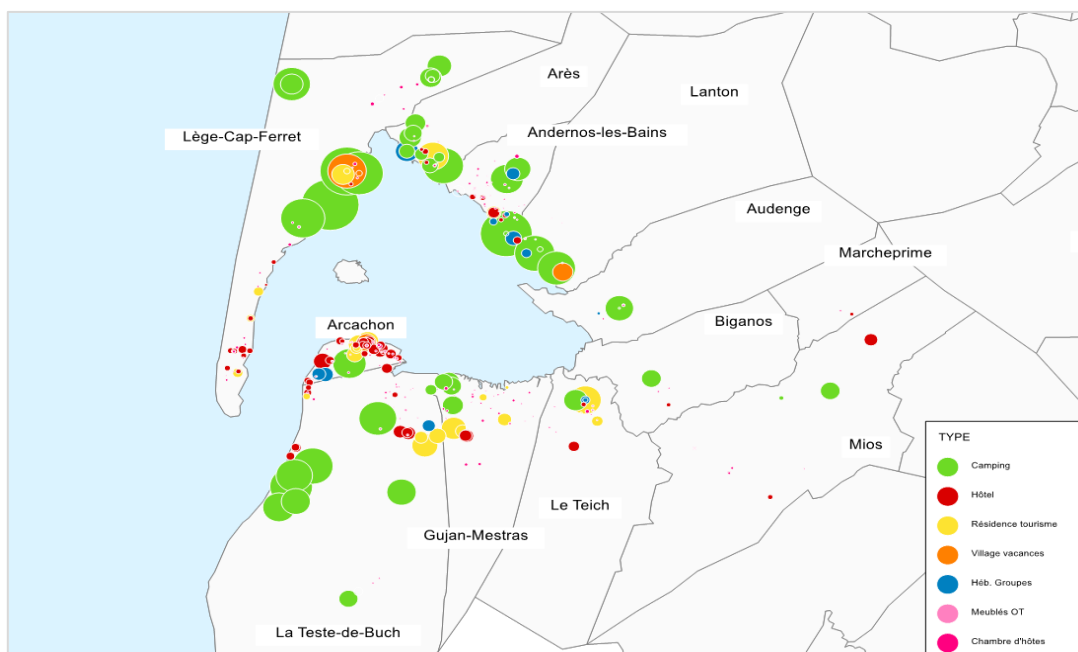 Arès
Lanton
Lège-Cap-Ferret
Andernos-les-Bains
Audenge
Marcheprime
Arcachon
Biganos
Mios
Le Teich
Gujan-Mestras
La Teste-de-Buch
TYPE
Camping
Hôtel
Résidence tourisme
Village vacances
Héb. Groupes
Meublés OT
Chambre d'hôtes